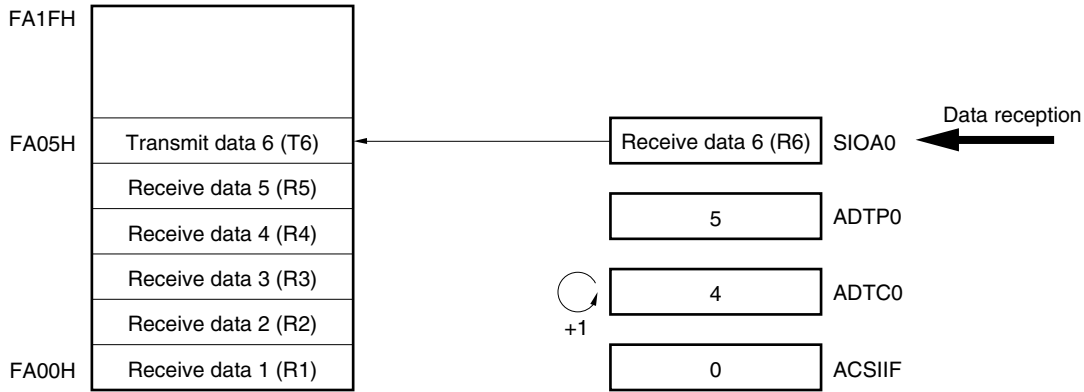 FA1FH
Data reception
FA05H
Transmit data 6 (T6)
Receive data 6 (R6)
SIOA0
Receive data 5 (R5)
5
ADTP0
Receive data 4 (R4)
Receive data 3 (R3)
4
ADTC0
+1
Receive data 2 (R2)
FA00H
Receive data 1 (R1)
0
ACSIIF